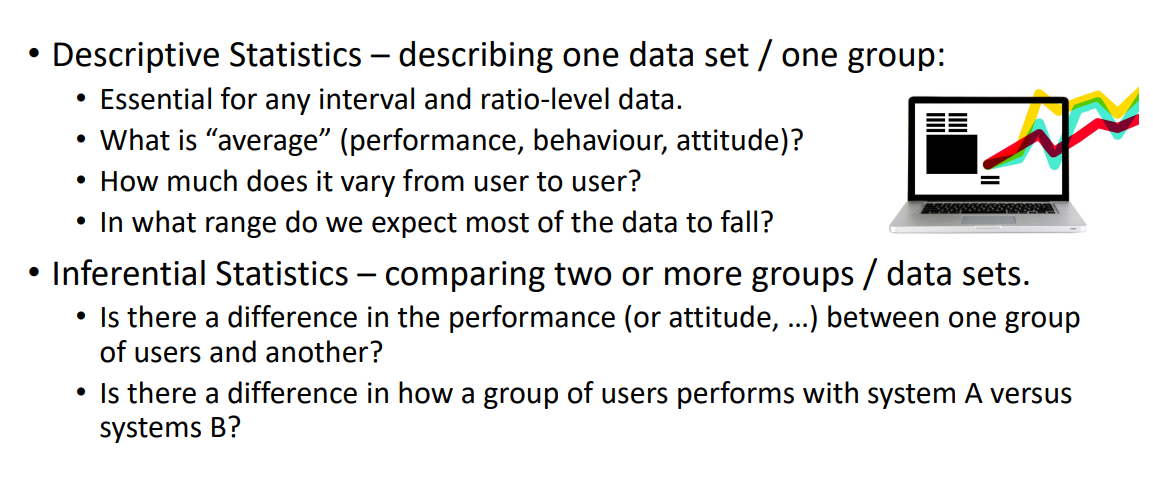 • Descriptive Statistics – describing one data set / one group:
• Essential for any interval and ratio-level data.
• What is “average” (performance, behaviour, attitude)?
• How much does it vary from user to user?
• In what range do we expect most of the data to fall?
• Inferential Statistics – comparing two or more groups / data sets.
• Is there a difference in the performance (or attitude, …) between one group
of users and another?
• Is there a difference in how a group of users performs with system A versus
systems B?